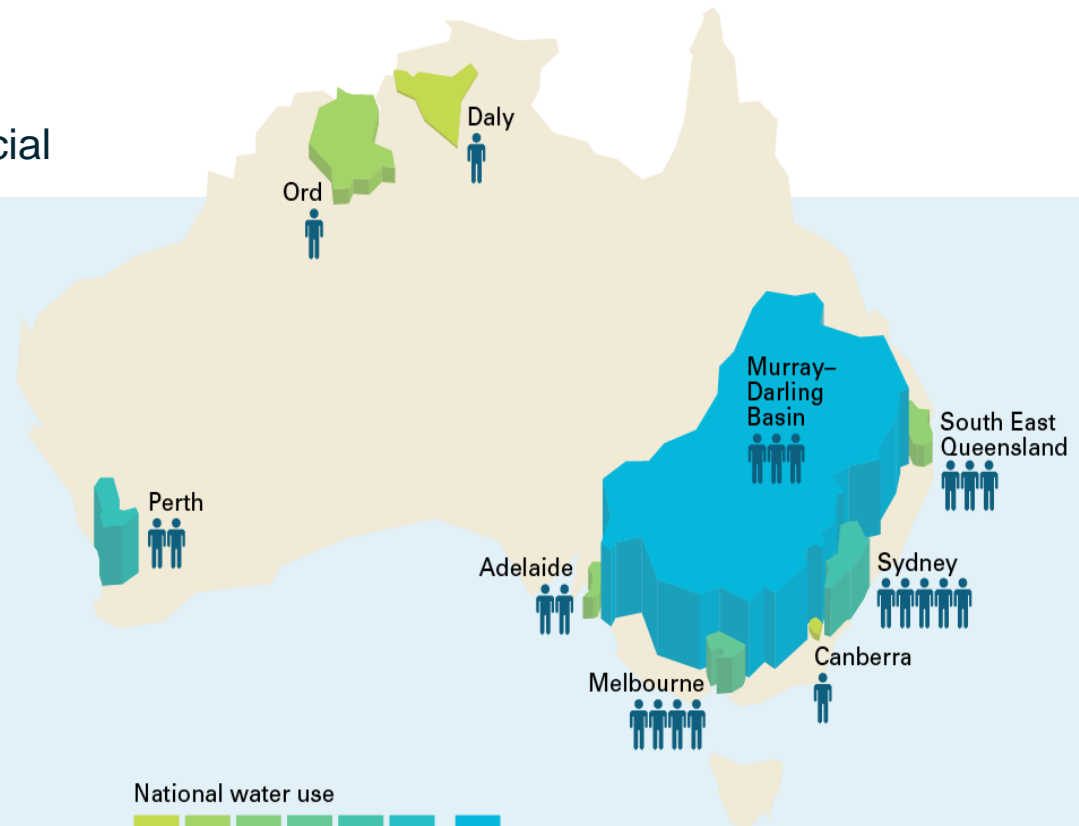 cial
Daly
Ord
Murray–
Darling
Basin
South East
Queensland
Perth
Adelaide
Sydney
Canberra
Melbourne
National water use